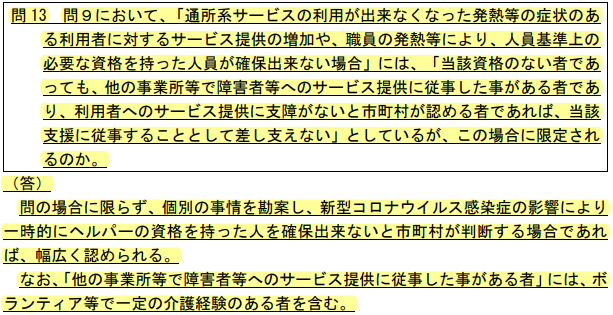 問13　問９において、「通所系サービスの利用が出来なくなった発熱等の症状のあ
る利用者に対するサービス提供の増加や、職員の発熱等により、人員基準上の
必要な資格を持った人員が確保出来ない場合」には、「当該資格のない者であ
っても、他の事業所等で障害者等へのサービス提供に従事した事がある者であ
り、利用者へのサービス提供に支障がないと市町村が認める者であれば、当該
支援に従事することとして差し支えない」としているが、この場合に限定され
るのか。
（答）
問の場合に限らず、個別の事情を勘案し、新型コロナウイルス感染症の影響により
一時的にヘルパーの資格を持った人を確保出来ないと市町村が判断する場合であれ
ば、幅広く認められる。
なお、「他の事業所等で障害者等へのサービス提供に従事した事がある者」には、ボ
ランティア等で一定の介護経験のある者を含む。